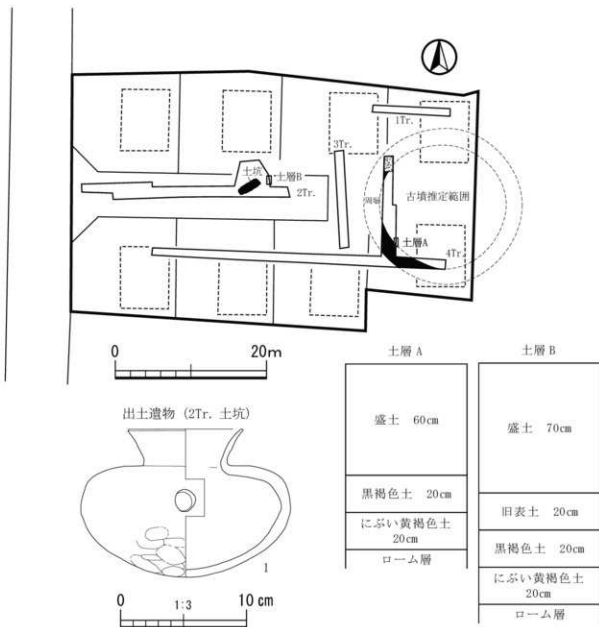 1Tr.
3Tr.
土坑
土層B
2Tr.
周堀
古墳推定範囲
土層A
4Tr.
0 20m
出土遺物（2Tr. 土坑）
1
0 1:3 10 cm
土層 A
盛土 60cm
黒褐色土 20cm
にぶい黄褐色土
20cm
ローム層
土層 B
盛土 70cm
旧表土 20cm
黒褐色土 20cm
にぶい黄褐色土
20cm
ローム層